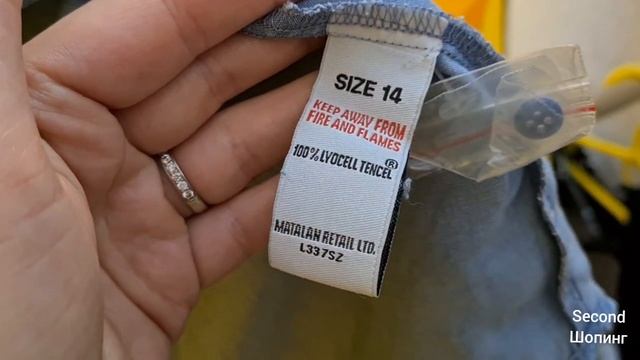 SIZE 14
KEEP AWAY FROM
FIRE AND FLAMES
100% LYOCELL TENCEL®
MATALAN RETAIL LTD.
L337SZ
Second
Шопинг